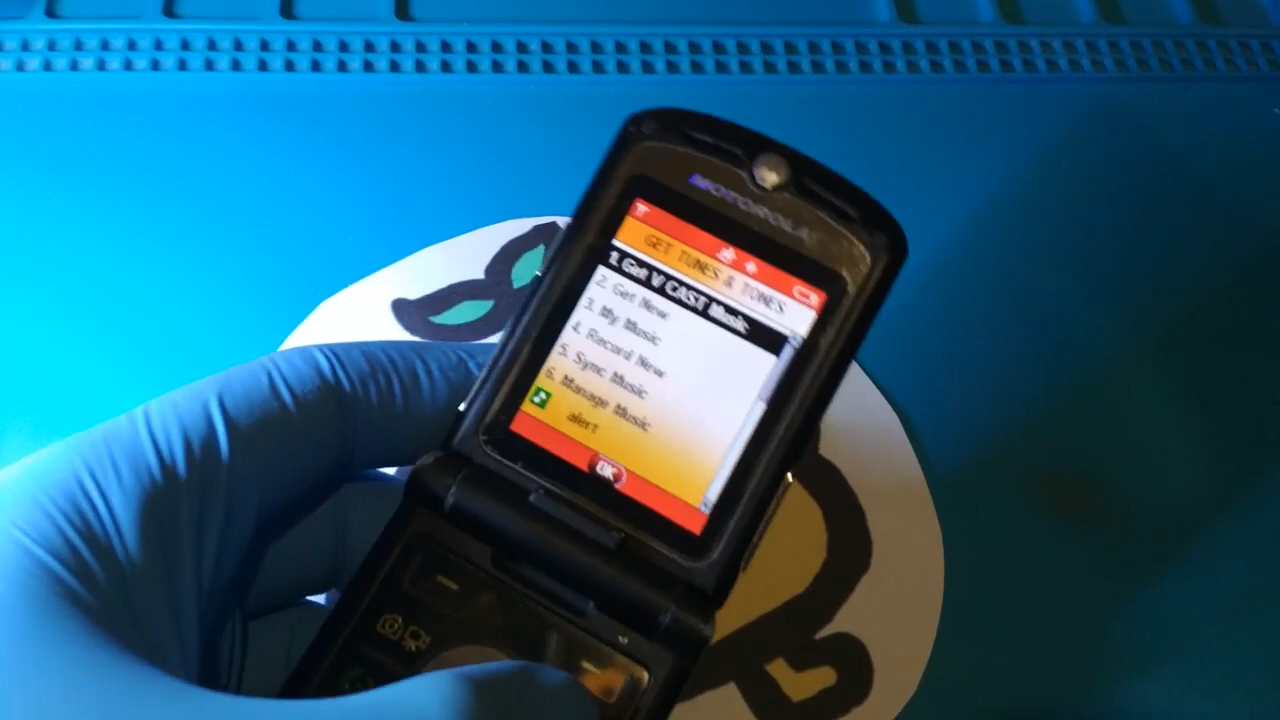 MOTOROLA
GET TUNES & TONES
1. Get V CAST Music
2. Get New
3. My Music
4. Record New
5. Sync Music
6. Manage Music
alert
OK